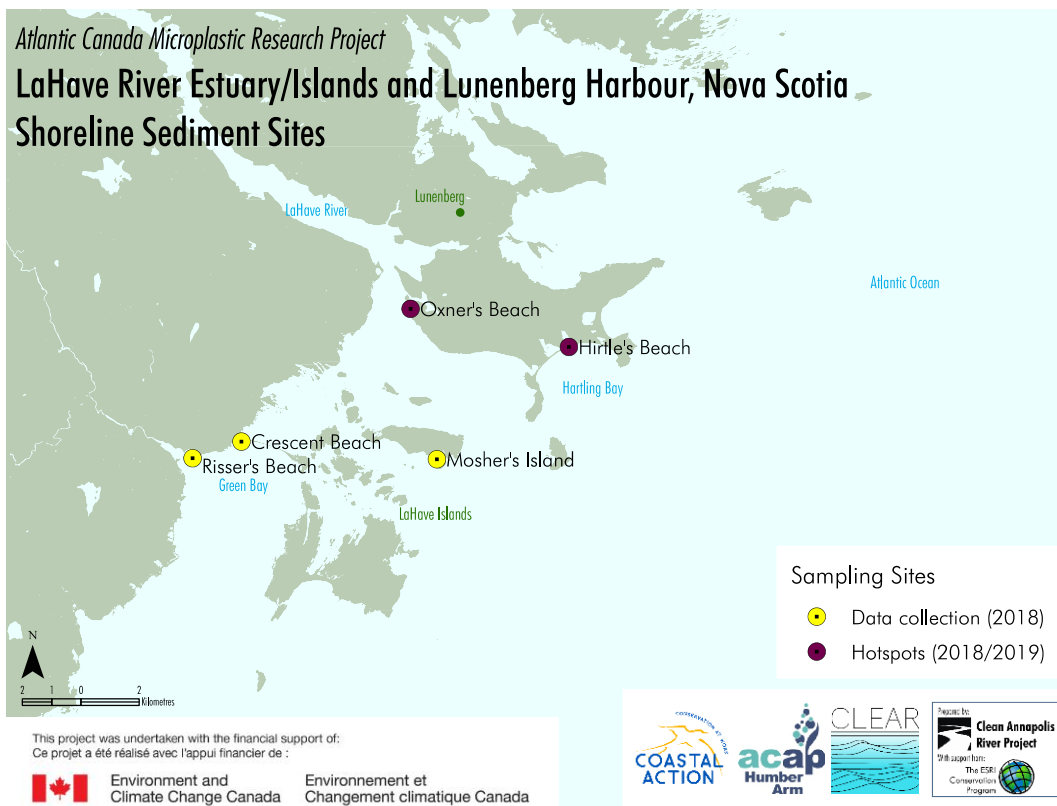 Atlantic Canada Microplastic Research Project
LaHave River Estuary/Islands and Lunenberg Harbour, Nova Scotia
Shoreline Sediment Sites
Lunenberg
LaHave River
Atlantic Ocean
Oxner's Beach
Hirtle's Beach
Hartling Bay
Crescent Beach
Risser's Beach
Mosher's Island
Green Bay
LaHave Islands
Sampling Sites
Data collection (2018)
Hotspots (2018/2019)
N
2 1 0 2
Kilometres
This project was undertaken with the financial support of:
Ce projet a été réalisé avec l'appui financier de :
Environment and
Climate Change Canada
Environnement et
Changement climatique Canada
CONSERVATION AT WORK
COASTAL
ACTION
acap
Humber
Arm
CLEAR
Prepared by:
Clean Annapolis
River Project
With support from:
The ESRI
Conservation
Program